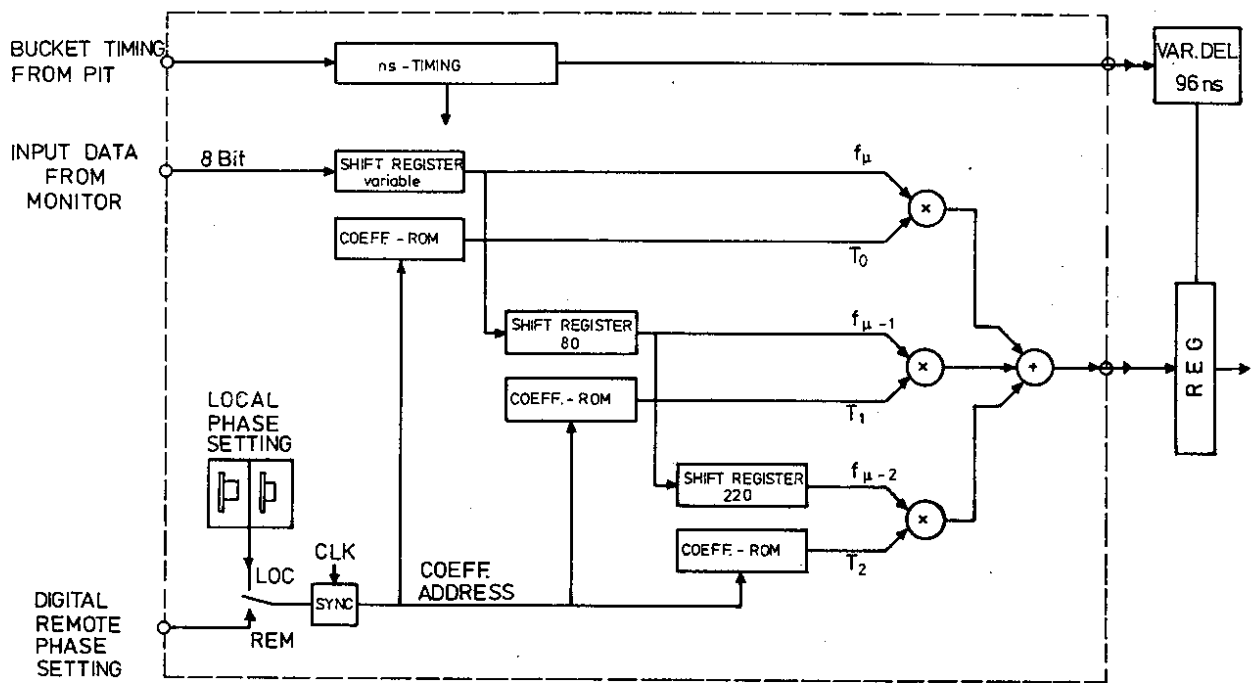 BUCKET TIMING
FROM PIT
ns-TIMING
VAR.DEL
96 ns
INPUT DATA
FROM
MONITOR
8 Bit
SHIFT REGISTER
variable
fμ
×
COEFF.-ROM
T₀
SHIFT REGISTER
80
fμ-1
×
+
REG
COEFF.-ROM
T₁
LOCAL
PHASE
SETTING
SHIFT REGISTER
220
fμ-2
×
COEFF.-ROM
T₂
CLK
LOC
SYNC
COEFF.
ADDRESS
REM
DIGITAL
REMOTE
PHASE
SETTING